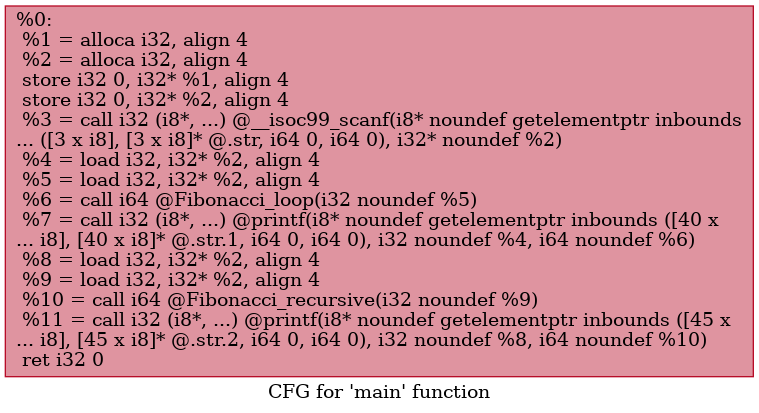 %0:
%1 = alloca i32, align 4
%2 = alloca i32, align 4
store i32 0, i32* %1, align 4
store i32 0, i32* %2, align 4
%3 = call i32 (i8*, ...) @__isoc99_scanf(i8* noundef getelementptr inbounds
... ([3 x i8], [3 x i8]* @.str, i64 0, i64 0), i32* noundef %2)
%4 = load i32, i32* %2, align 4
%5 = load i32, i32* %2, align 4
%6 = call i64 @Fibonacci_loop(i32 noundef %5)
%7 = call i32 (i8*, ...) @printf(i8* noundef getelementptr inbounds ([40 x
... i8], [40 x i8]* @.str.1, i64 0, i64 0), i32 noundef %4, i64 noundef %6)
%8 = load i32, i32* %2, align 4
%9 = load i32, i32* %2, align 4
%10 = call i64 @Fibonacci_recursive(i32 noundef %9)
%11 = call i32 (i8*, ...) @printf(i8* noundef getelementptr inbounds ([45 x
... i8], [45 x i8]* @.str.2, i64 0, i64 0), i32 noundef %8, i64 noundef %10)
ret i32 0
CFG for 'main' function